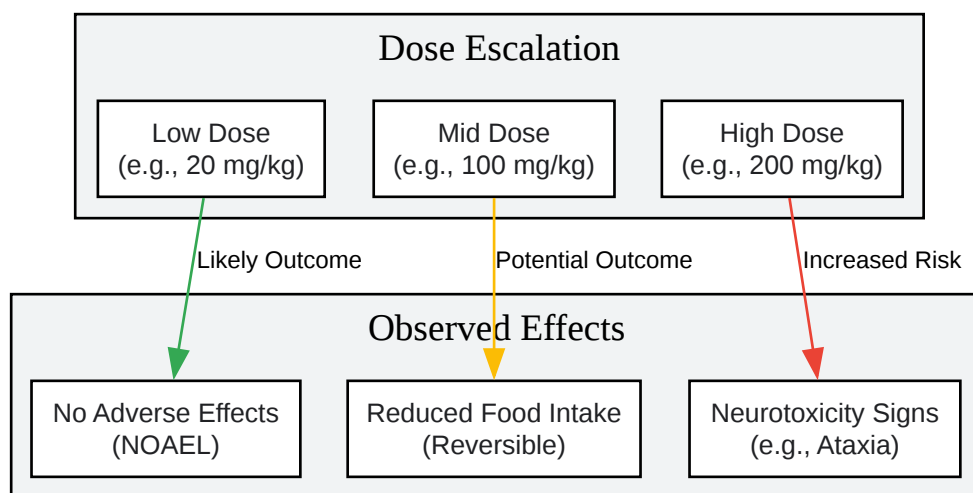 Dose Escalation
Low Dose
(e.g., 20 mg/kg)
Mid Dose
(e.g., 100 mg/kg)
High Dose
(e.g., 200 mg/kg)
Likely Outcome
Potential Outcome
Increased Risk
Observed Effects
No Adverse Effects
(NOAEL)
Reduced Food Intake
(Reversible)
Neurotoxicity Signs
(e.g., Ataxia)